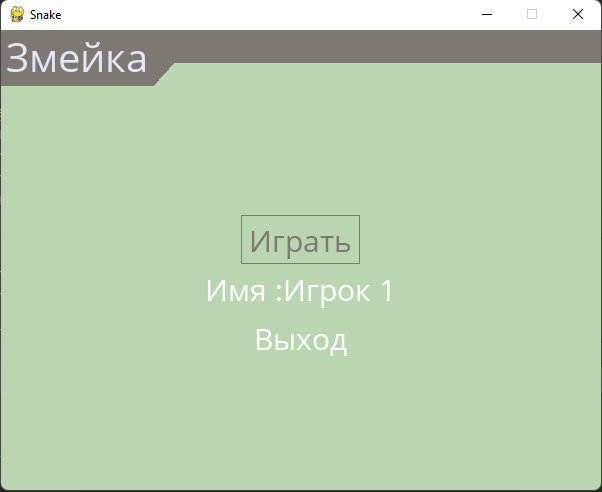 Snake
Змейка
Играть
Имя :Игрок 1
Выход